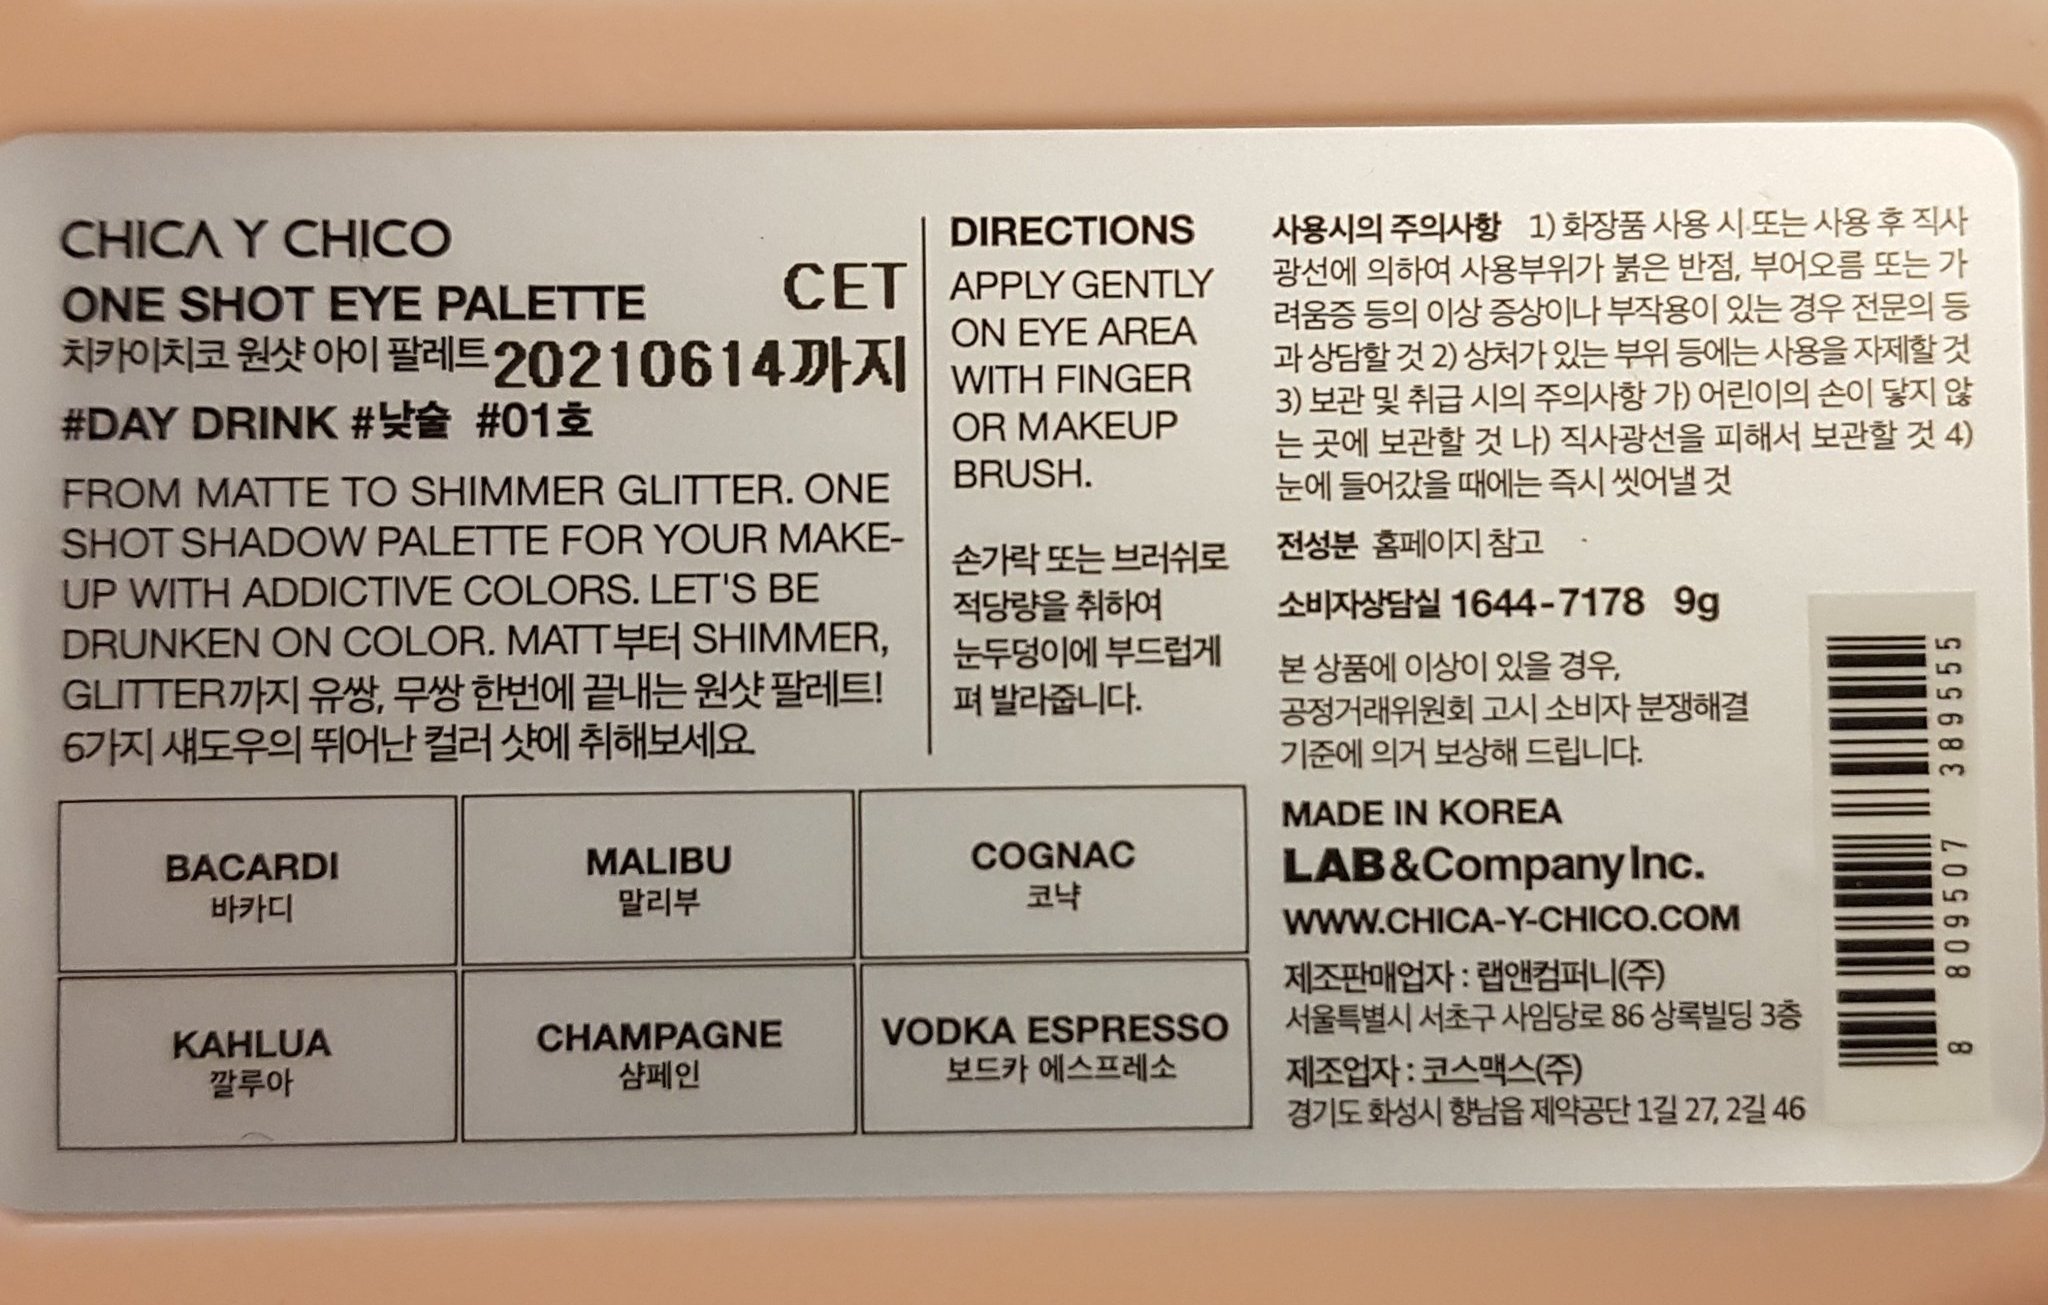 CHICA Y CHICO
ONE SHOT EYE PALETTE
CET
치카이치코 원샷 아이 팔레트
20210614까지
#DAY DRINK #낮술 #01호
FROM MATTE TO SHIMMER GLITTER. ONE
SHOT SHADOW PALETTE FOR YOUR MAKE-
UP WITH ADDICTIVE COLORS. LET'S BE
DRUNKEN ON COLOR. MATT부터 SHIMMER,
GLITTER까지 유쌍, 무쌍 한번에 끝내는 원샷 팔레트!
6가지 섀도우의 뛰어난 컬러 샷에 취해보세요.
DIRECTIONS
APPLY GENTLY
ON EYE AREA
WITH FINGER
OR MAKEUP
BRUSH.
손가락 또는 브러쉬로
적당량을 취하여
눈두덩이에 부드럽게
펴 발라줍니다.
BACARDI
바카디
MALIBU
말리부
COGNAC
코냑
KAHLUA
깔루아
CHAMPAGNE
샴페인
VODKA ESPRESSO
보드카 에스프레소
사용시의 주의사항 1) 화장품 사용 시 또는 사용 후 직사
광선에 의하여 사용부위가 붉은 반점, 부어오름 또는 가
려움증 등의 이상 증상이나 부작용이 있는 경우 전문의 등
과 상담할 것 2) 상처가 있는 부위 등에는 사용을 자제할 것
3) 보관 및 취급 시의 주의사항 가) 어린이의 손이 닿지 않
는 곳에 보관할 것 나) 직사광선을 피해서 보관할 것 4)
눈에 들어갔을 때에는 즉시 씻어낼 것
전성분 홈페이지 참고
소비자상담실 1644-7178 9g
본 상품에 이상이 있을 경우,
공정거래위원회 고시 소비자 분쟁해결
기준에 의거 보상해 드립니다.
MADE IN KOREA
LAB&Company Inc.
WWW.CHICA-Y-CHICO.COM
제조판매업자 : 랩앤컴퍼니(주)
서울특별시 서초구 사임당로 86 상록빌딩 3층
제조업자 : 코스맥스(주)
경기도 화성시 향남읍 제약공단 1길 27, 2길 46
8 809507 389555